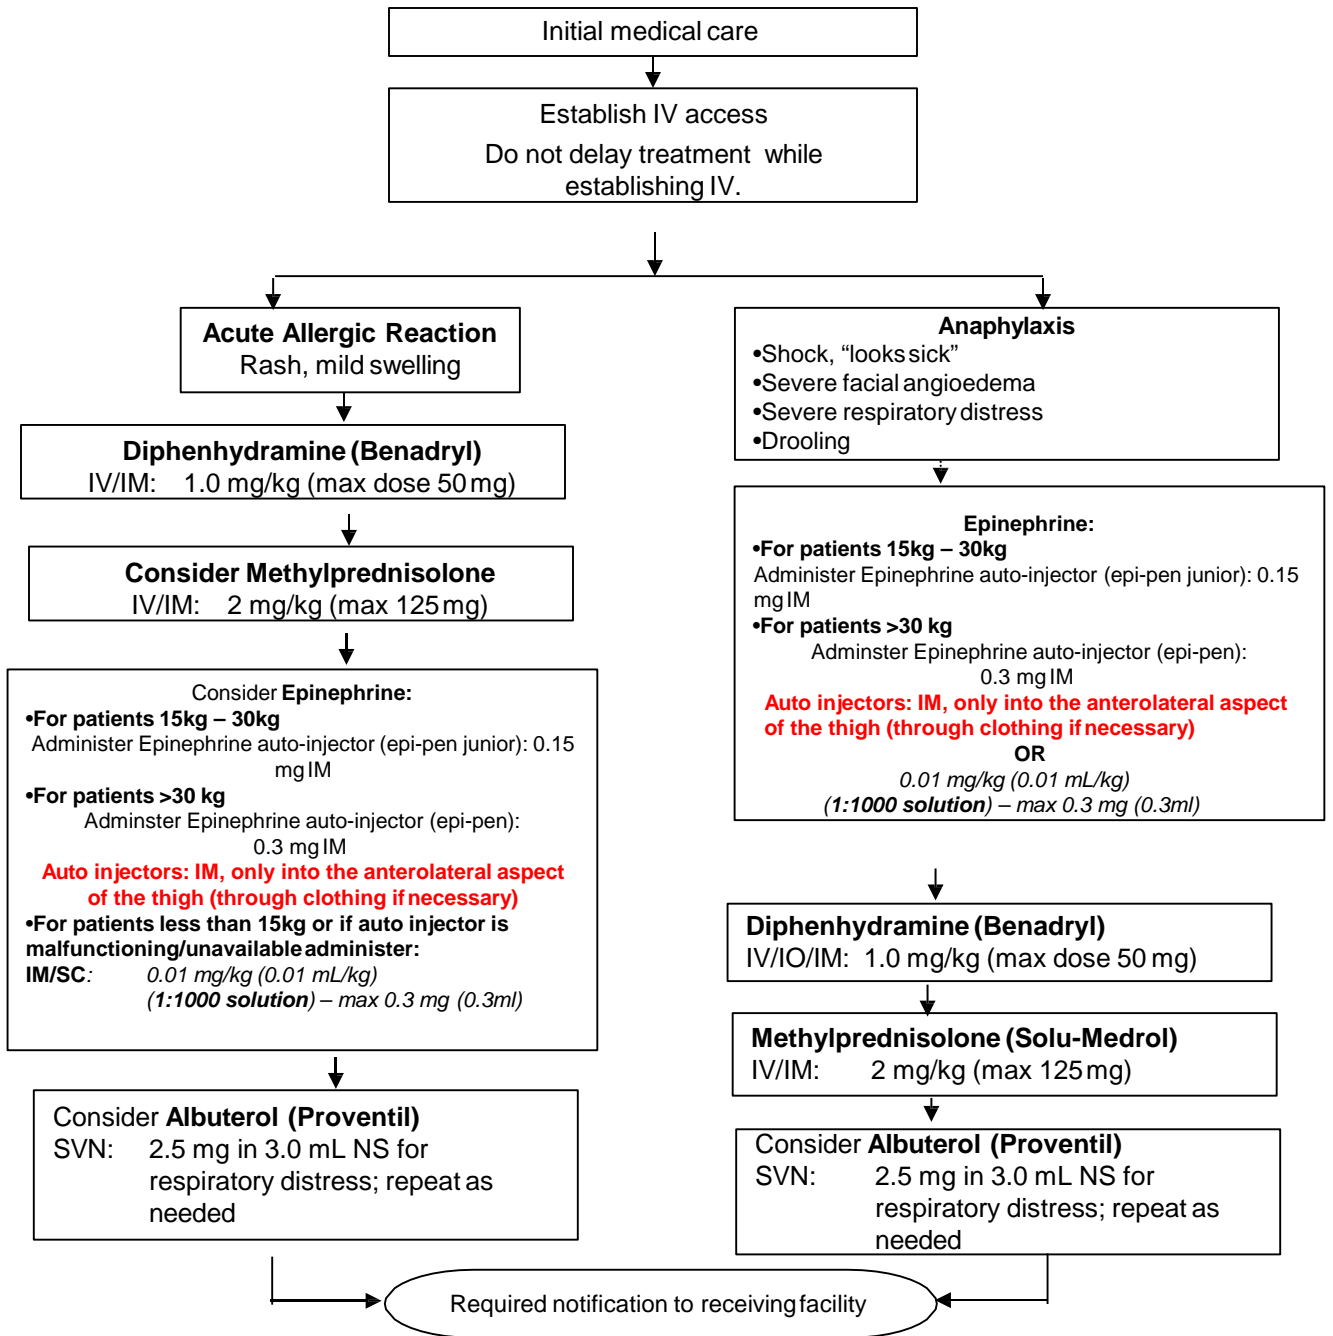 Initial medical care
Establish IV access
Do not delay treatment while
establishing IV.
Acute Allergic Reaction
Rash, mild swelling
Diphenhydramine (Benadryl)
IV/IM: 1.0 mg/kg (max dose 50 mg)
Consider Methylprednisolone
IV/IM: 2 mg/kg (max 125 mg)
Consider Epinephrine:
•For patients 15kg – 30kg
Administer Epinephrine auto-injector (epi-pen junior): 0.15
mg IM
•For patients >30 kg
Adminster Epinephrine auto-injector (epi-pen):
0.3 mg IM
Auto injectors: IM, only into the anterolateral aspect
of the thigh (through clothing if necessary)
•For patients less than 15kg or if auto injector is
malfunctioning/unavailable administer:
IM/SC: 0.01 mg/kg (0.01 mL/kg)
(1:1000 solution) – max 0.3 mg (0.3ml)
Consider Albuterol (Proventil)
SVN: 2.5 mg in 3.0 mL NS for
respiratory distress; repeat as
needed
Anaphylaxis
•Shock, “looks sick”
•Severe facial angioedema
•Severe respiratory distress
•Drooling
Epinephrine:
•For patients 15kg – 30kg
Administer Epinephrine auto-injector (epi-pen junior): 0.15
mg IM
•For patients >30 kg
Adminster Epinephrine auto-injector (epi-pen):
0.3 mg IM
Auto injectors: IM, only into the anterolateral aspect
of the thigh (through clothing if necessary)
OR
0.01 mg/kg (0.01 mL/kg)
(1:1000 solution) – max 0.3 mg (0.3ml)
Diphenhydramine (Benadryl)
IV/IO/IM: 1.0 mg/kg (max dose 50 mg)
Methylprednisolone (Solu-Medrol)
IV/IM: 2 mg/kg (max 125 mg)
Consider Albuterol (Proventil)
SVN: 2.5 mg in 3.0 mL NS for
respiratory distress; repeat as
needed
Required notification to receiving facility